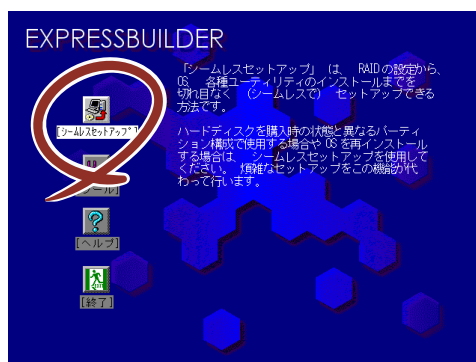 EXPRESSBUILDER
『シームレスセットアップ』 は、 RAIDの設定から、
OS、各種ユーティリティのインストールまでを
切れ目なく （シームレスで） セットアップできる
方法です。
ハードディスクを購入時の状態と異なるパーティ
ション構成で使用する場合や OSを再インストール
する場合は、 シームレスセットアップを使用して
ください。 煩雑なセットアップをこの機能が代
わって行います。
[シームレスセットアップ]
[ツール]
[ヘルプ]
[終了]